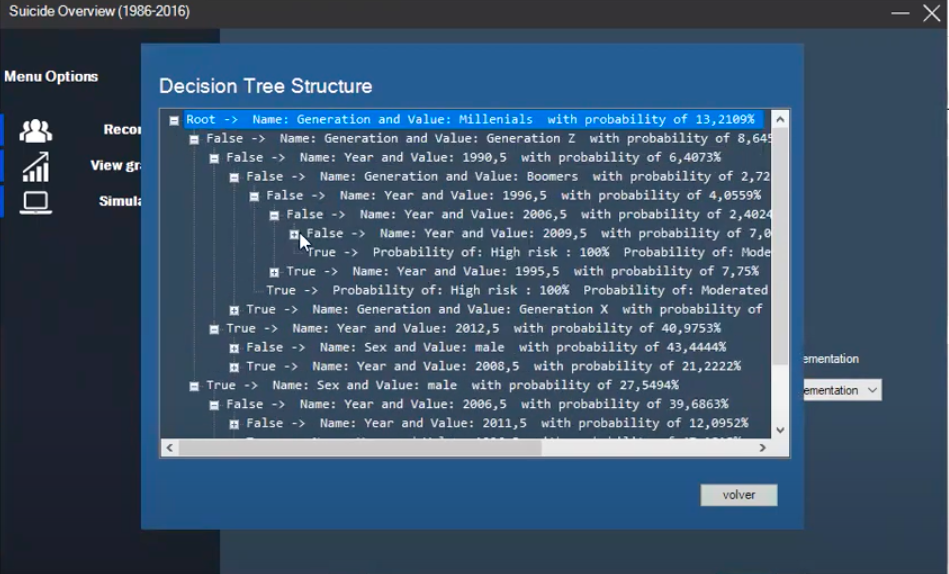 Suicide Overview (1986-2016)
Menu Options
Decision Tree Structure
Root -> Name: Generation and Value: Millenials with probability of 13,2109%
False -> Name: Generation and Value: Generation Z with probability of 8,645
False -> Name: Year and Value: 1990,5 with probability of 6,4073%
False -> Name: Generation and Value: Boomers with probability of 2,72
False -> Name: Year and Value: 1996,5 with probability of 4,0559%
False -> Name: Year and Value: 2006,5 with probability of 2,4024
False -> Name: Year and Value: 2009,5 with probability of 7,0
True -> Probability of: High risk : 100% Probability of: Mode
True -> Name: Year and Value: 1995,5 with probability of 7,75%
True -> Probability of: High risk : 100% Probability of: Moderated
True -> Name: Generation and Value: Generation X with probability of
True -> Name: Year and Value: 2012,5 with probability of 40,9753%
False -> Name: Sex and Value: male with probability of 43,4444%
True -> Name: Year and Value: 2008,5 with probability of 21,2222%
True -> Name: Sex and Value: male with probability of 27,5494%
False -> Name: Year and Value: 2006,5 with probability of 39,6863%
False -> Name: Year and Value: 2011,5 with probability of 12,0952%
Recor
View gra
Simula
ementation
ementation
volver